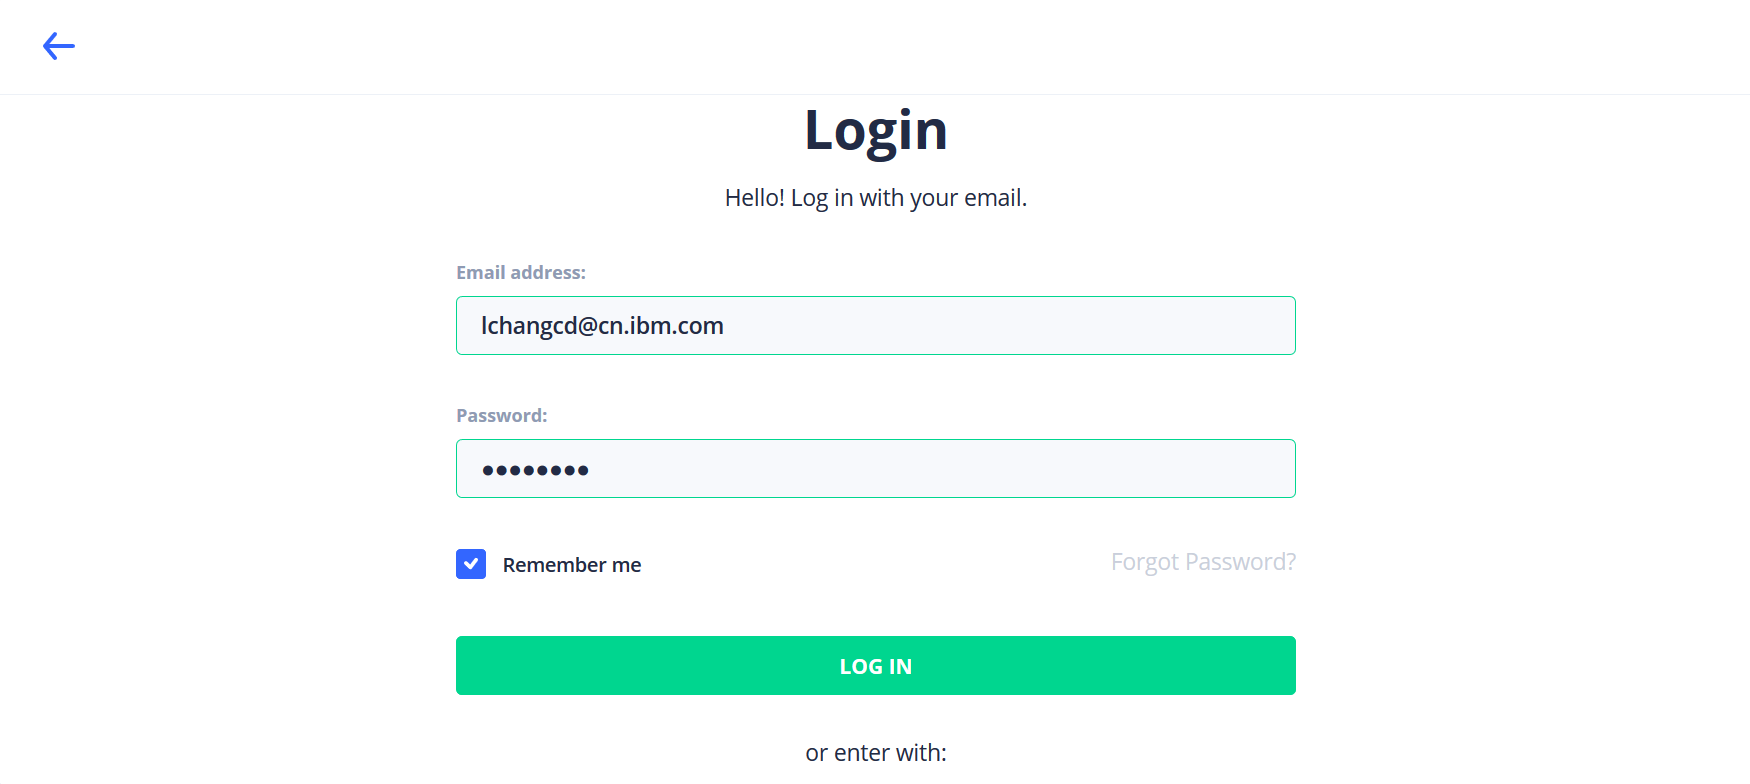 Login
Hello! Log in with your email.
Email address:
lchangcd@cn.ibm.com
Password:
••••••••
Remember me
Forgot Password?
LOG IN
or enter with: